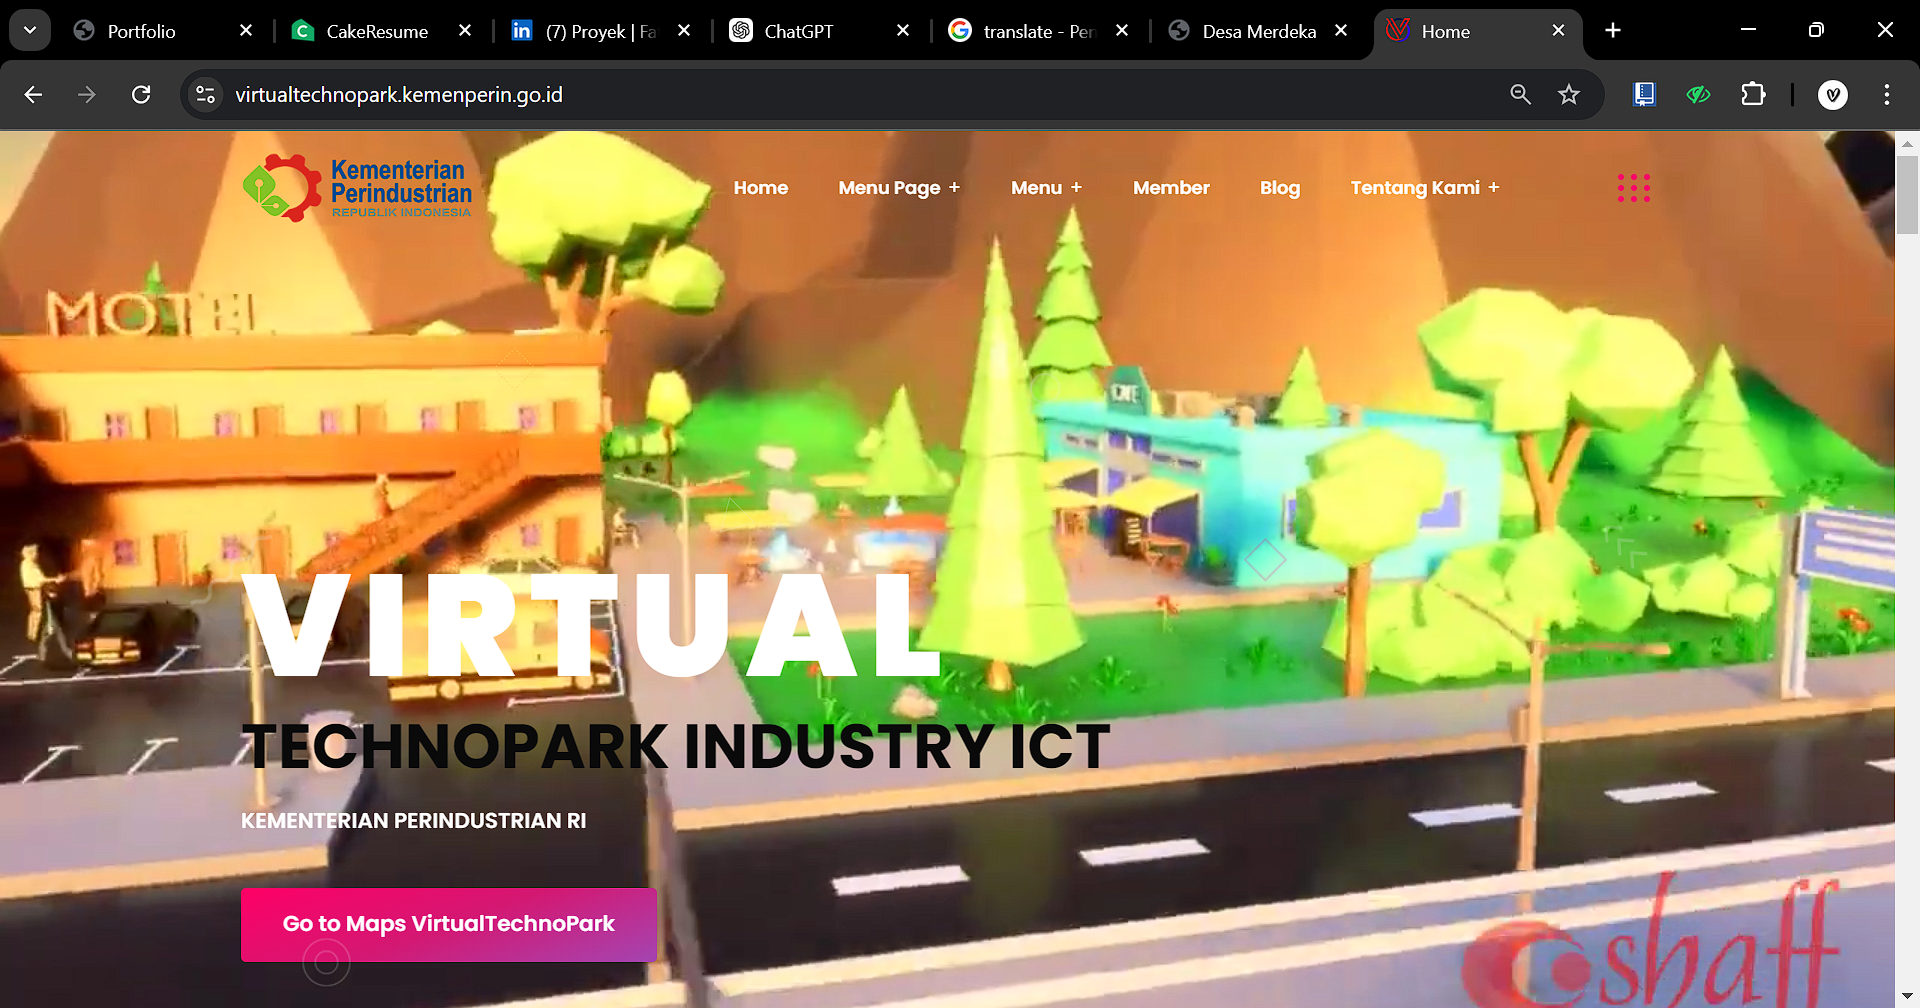 Portfolio
CakeResume
(7) Proyek | Fa
ChatGPT
translate - Pen
Desa Merdeka
Home
virtualtechnopark.kemenperin.go.id
Kementerian
Perindustrian
REPUBLIK INDONESIA
Home
Menu Page +
Menu +
Member
Blog
Tentang Kami +
MOTEL
VIRTUAL
TECHNOPARK INDUSTRY ICT
KEMENTERIAN PERINDUSTRIAN RI
Go to Maps VirtualTechnoPark
shaff